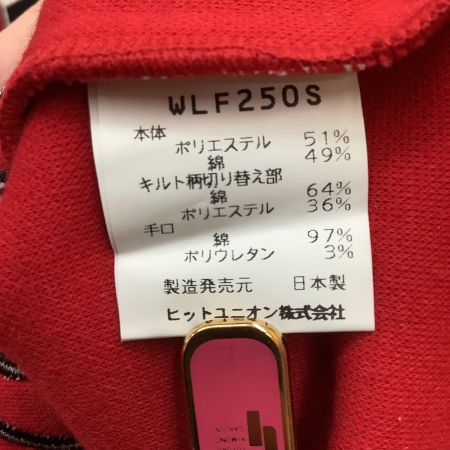 WLF250S
本体
ポリエステル 51%
綿 49%
キルト柄切り替え部
綿 64%
ポリエステル 36%
手口
綿 97%
ポリウレタン 3%
製造発売元 日本製
ヒットユニオン株式会社